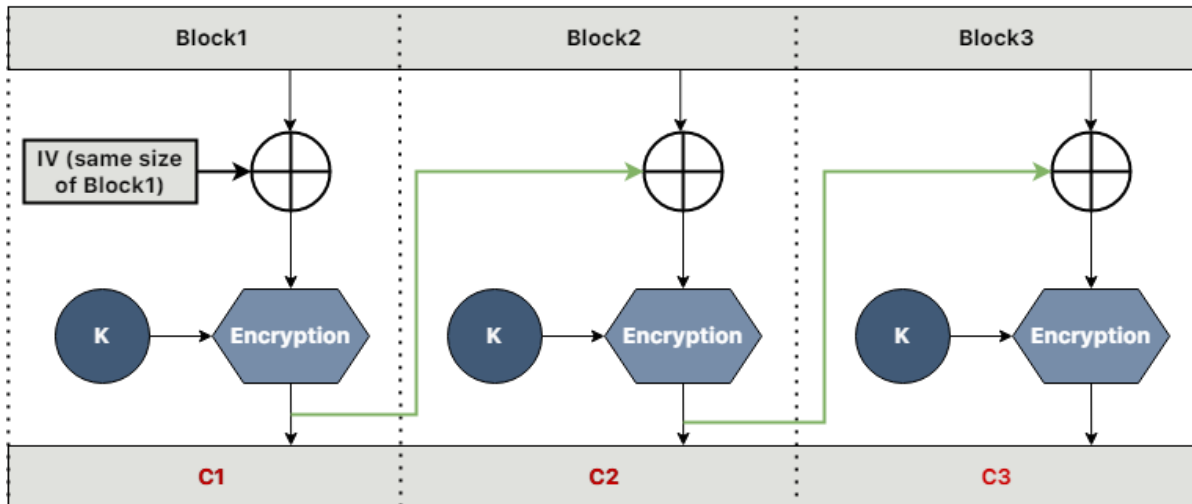 Block1
Block2
Block3
IV (same size
of Block1)
K
Encryption
K
Encryption
K
Encryption
C1
C2
C3